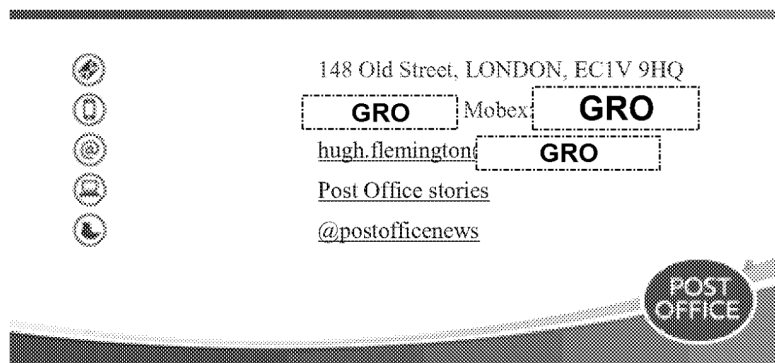 148 Old Street, LONDON, EC1V 9HQ
GRO Mobex: GRO
hugh.flemington@ GRO
Post Office stories
@postofficenews
POST
OFFICE